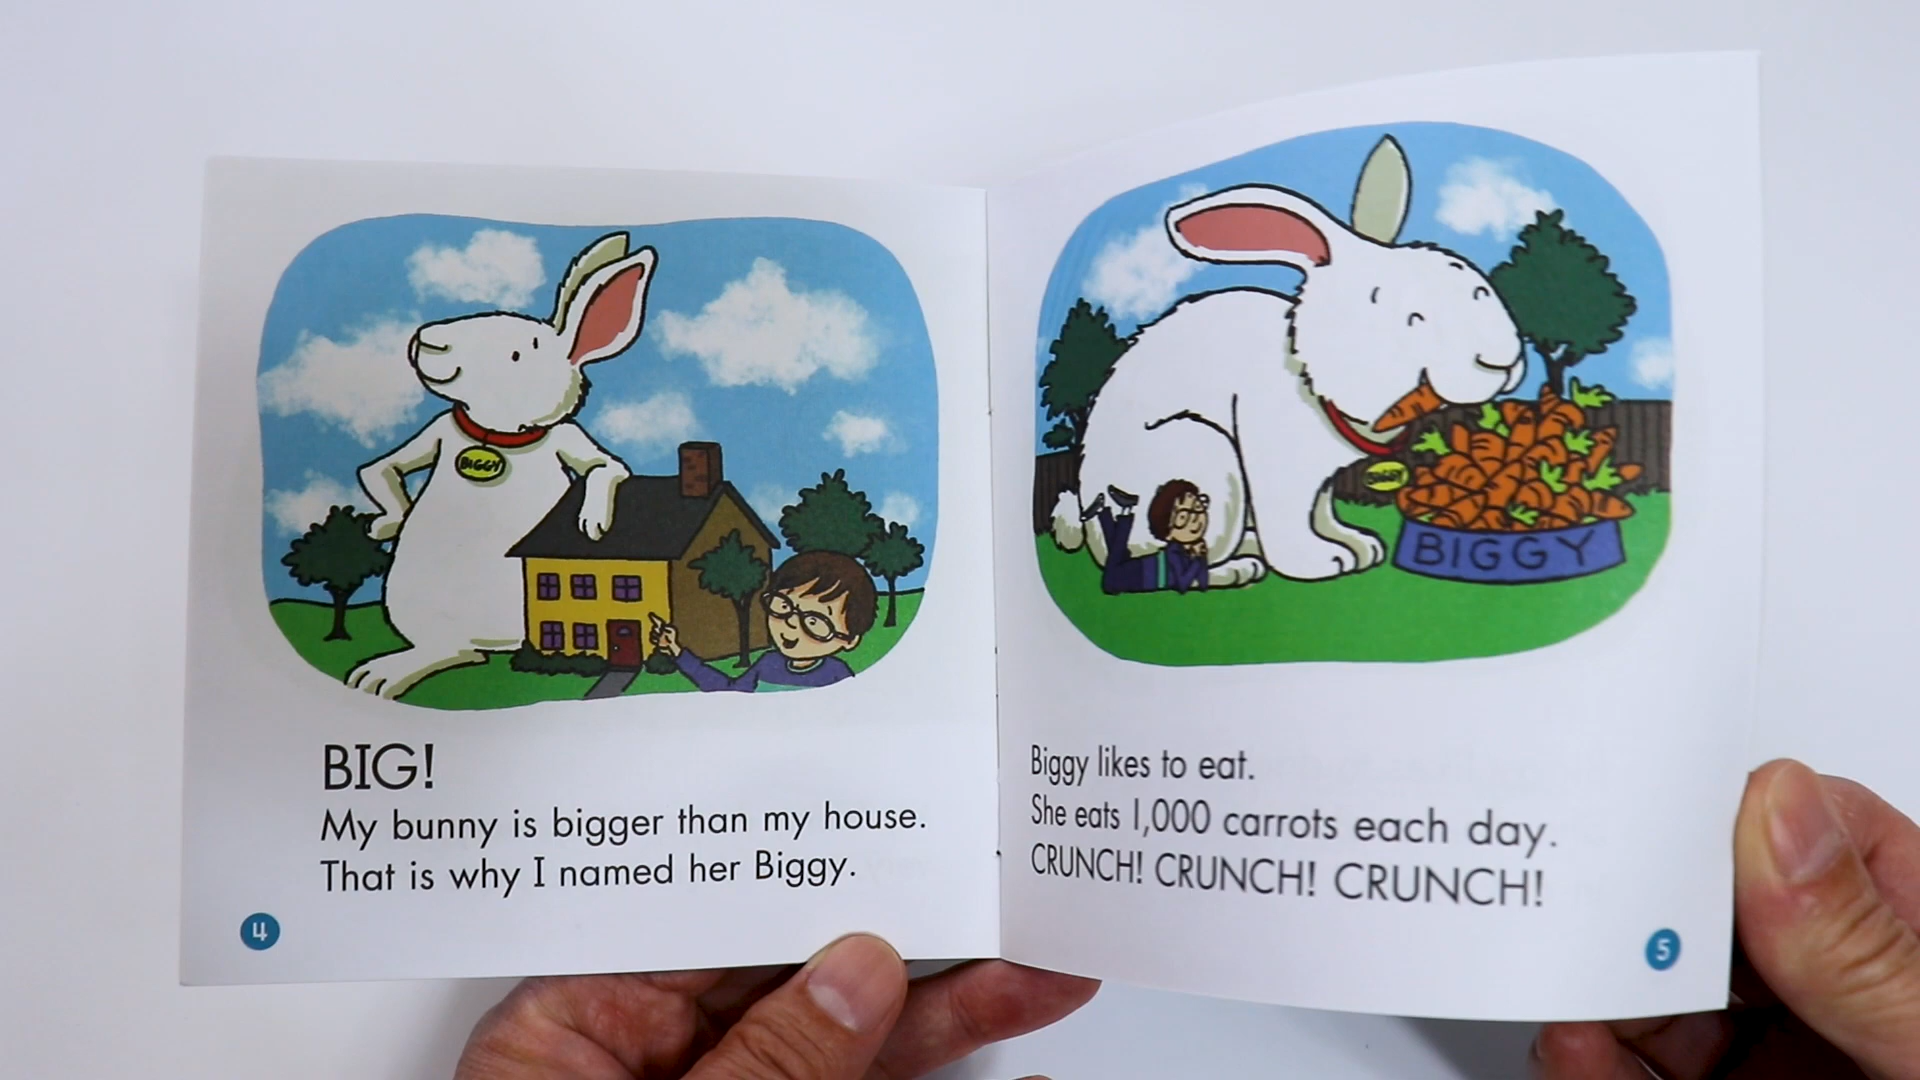 BIGGY
BIG!
My bunny is bigger than my house.
That is why I named her Biggy.
4
BIGGY
BIGGY
Biggy likes to eat.
She eats 1,000 carrots each day.
CRUNCH! CRUNCH! CRUNCH!
5